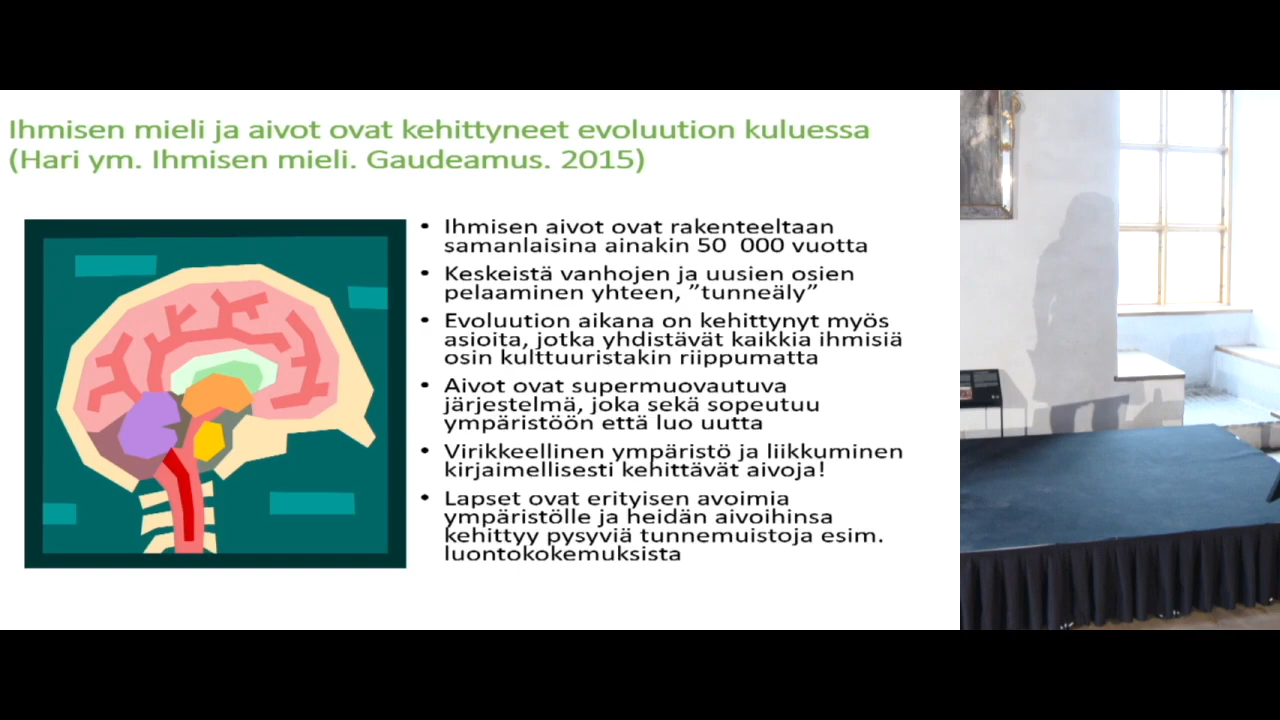 Ihmisen mieli ja aivot ovat kehittyneet evoluution kuluessa
(Hari ym. Ihmisen mieli. Gaudeamus. 2015)
• Ihmisen aivot ovat rakenteeltaan
samanlaisina ainakin 50 000 vuotta
• Keskeistä vanhojen ja uusien osien
pelaaminen yhteen, ”tunneäly”
• Evoluution aikana on kehittynyt myös
asioita, jotka yhdistävät kaikkia ihmisiä
osin kulttuuristakin riippumatta
• Aivot ovat supermuovautuva
järjestelmä, joka sekä sopeutuu
ympäristöön että luo uutta
• Virikkeellinen ympäristö ja liikkuminen
kirjaimellisesti kehittävät aivoja!
• Lapset ovat erityisen avoimia
ympäristölle ja heidän aivoihinsa
kehittyy pysyviä tunnemuistoja esim.
luontokokemuksista